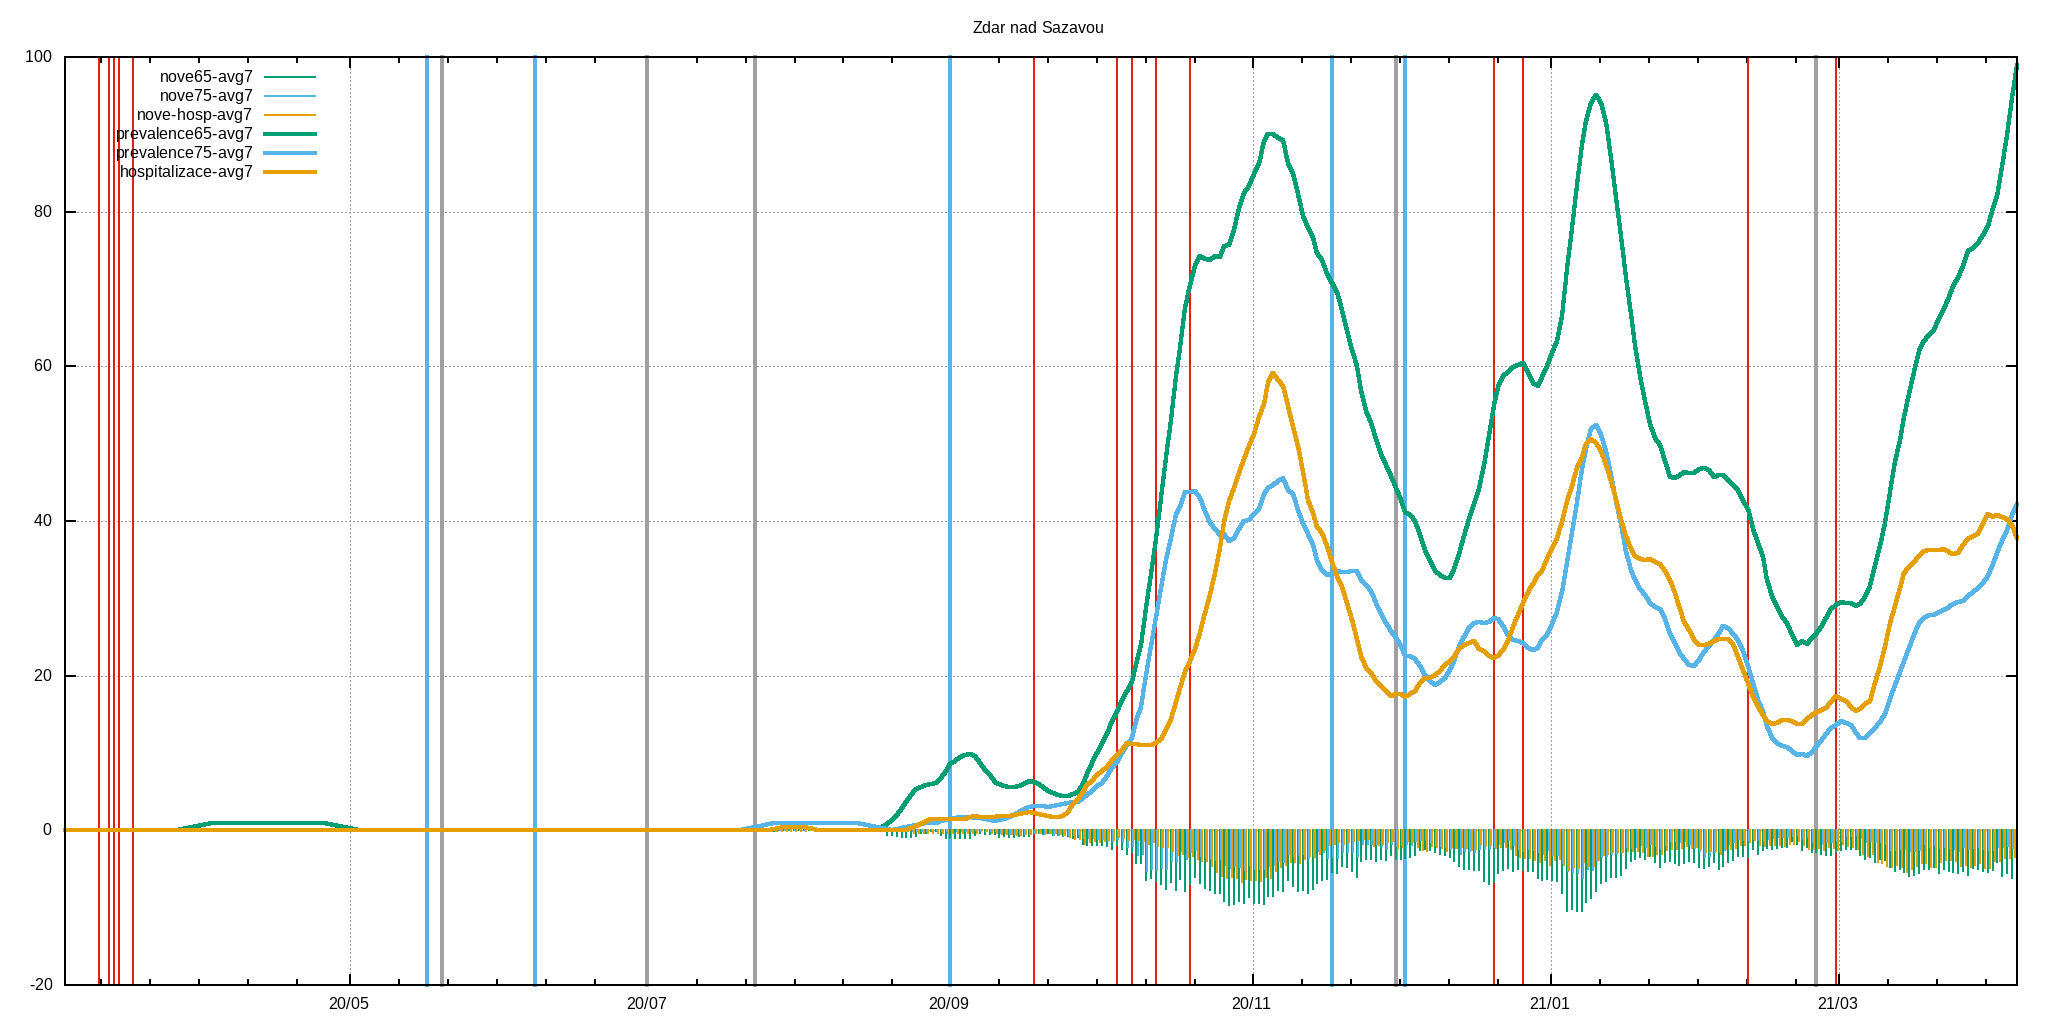 Zdar nad Sazavou
100
80
60
40
20
0
-20
nove65-avg7
nove75-avg7
nove-hosp-avg7
prevalence65-avg7
prevalence75-avg7
hospitalizace-avg7
20/05 20/07 20/09 20/11 21/01 21/03